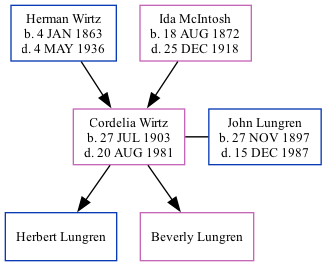 Herman Wirtz
b. 4 JAN 1863
d. 4 MAY 1936
Ida McIntosh
b. 18 AUG 1872
d. 25 DEC 1918
Cordelia Wirtz
b. 27 JUL 1903
d. 20 AUG 1981
John Lungren
b. 27 NOV 1897
d. 15 DEC 1987
Herbert Lungren
Beverly Lungren